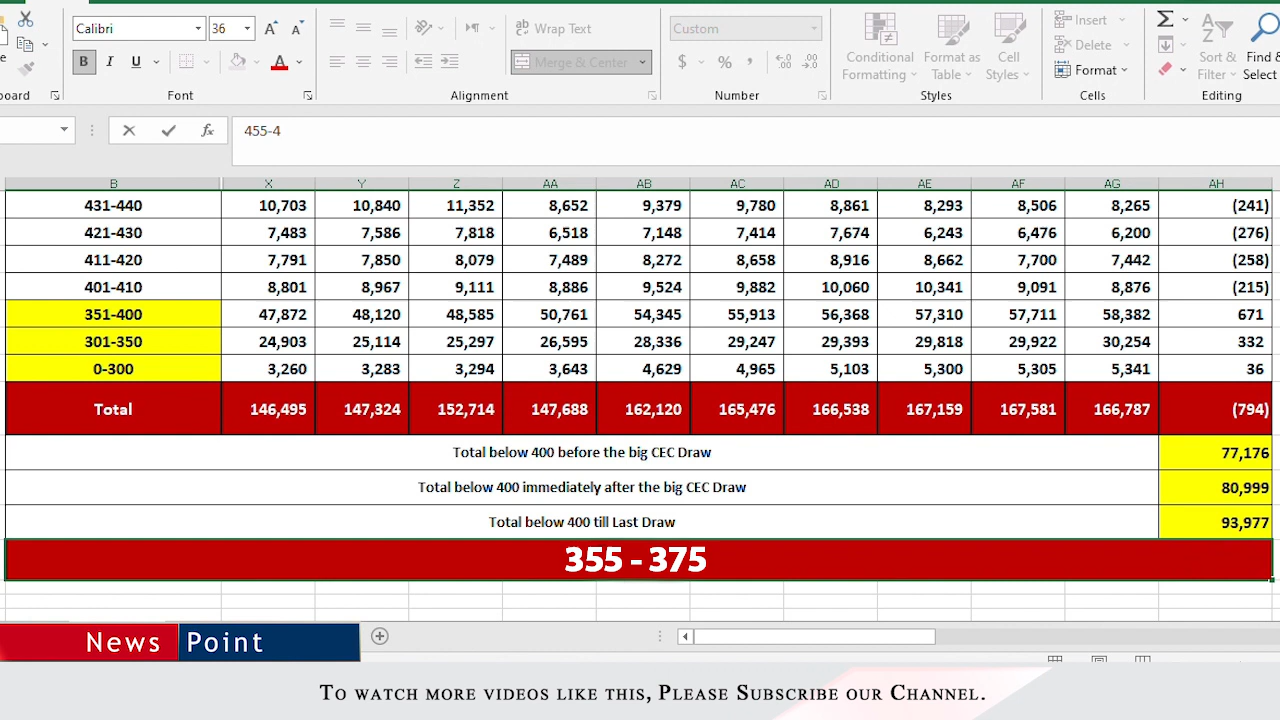 Calibri 36 A A ab Wrap Text Custom Insert
B I U A Merge & Center $ % , Conditional Formatting Format as Table Cell Styles Delete Format Sort & Filter Find & Select
board Font Alignment Number Styles Cells Editing
fx 455-4
B X Y Z AA AB AC AD AE AF AG AH
431-440 10,703 10,840 11,352 8,652 9,379 9,780 8,861 8,293 8,506 8,265 (241)
421-430 7,483 7,586 7,818 6,518 7,148 7,414 7,674 6,243 6,476 6,200 (276)
411-420 7,791 7,850 8,079 7,489 8,272 8,658 8,916 8,662 7,700 7,442 (258)
401-410 8,801 8,967 9,111 8,886 9,524 9,882 10,060 10,341 9,091 8,876 (215)
351-400 47,872 48,120 48,585 50,761 54,345 55,913 56,368 57,310 57,711 58,382 671
301-350 24,903 25,114 25,297 26,595 28,336 29,247 29,393 29,818 29,922 30,254 332
0-300 3,260 3,283 3,294 3,643 4,629 4,965 5,103 5,300 5,305 5,341 36
Total 146,495 147,324 152,714 147,688 162,120 165,476 166,538 167,159 167,581 166,787 (794)
Total below 400 before the big CEC Draw 77,176
Total below 400 immediately after the big CEC Draw 80,999
Total below 400 till Last Draw 93,977
355 - 375
News Point
To watch more videos like this, Please Subscribe our Channel.